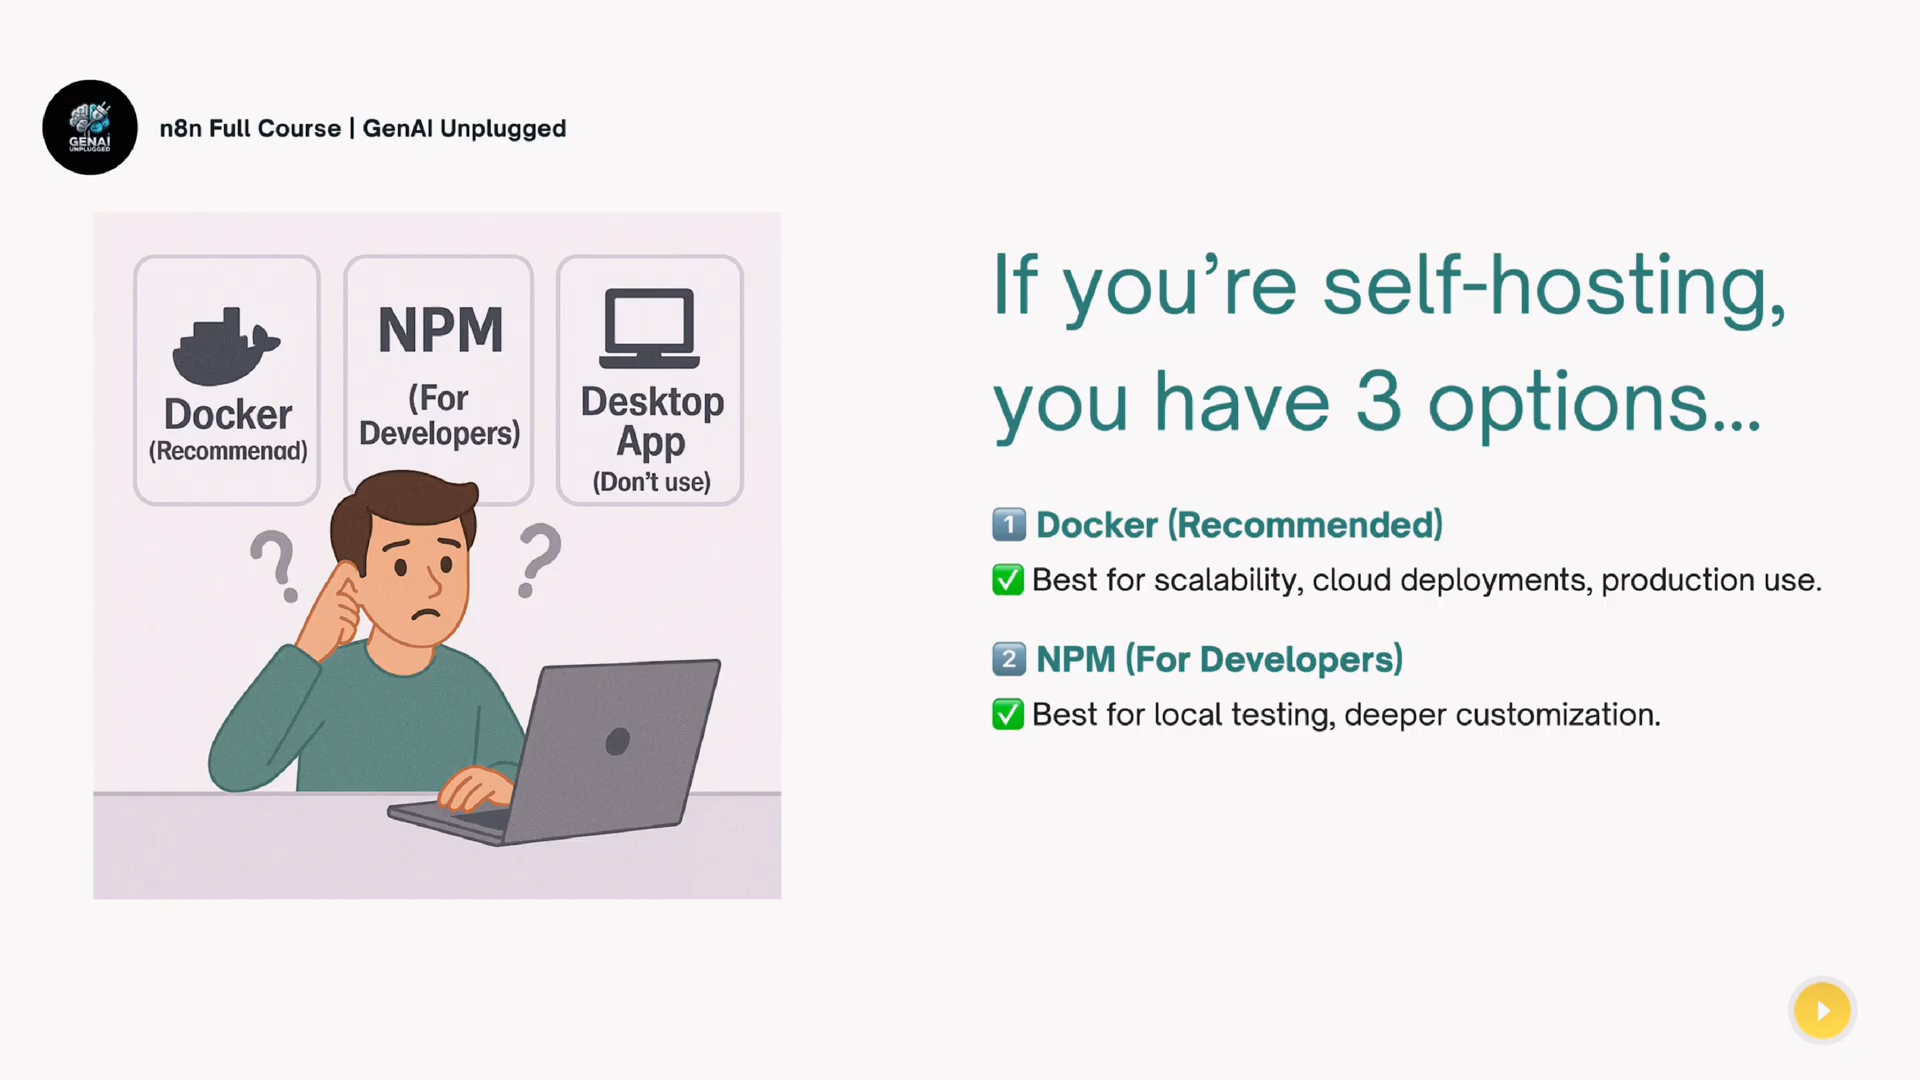 GENAI
UNPLUGGED
n8n Full Course | GenAI Unplugged
Docker
(Recommenad)
NPM
(For
Developers)
Desktop
App
(Don't use)
?
?
If you’re self-hosting,
you have 3 options...
1 Docker (Recommended)
✅ Best for scalability, cloud deployments, production use.
2 NPM (For Developers)
✅ Best for local testing, deeper customization.